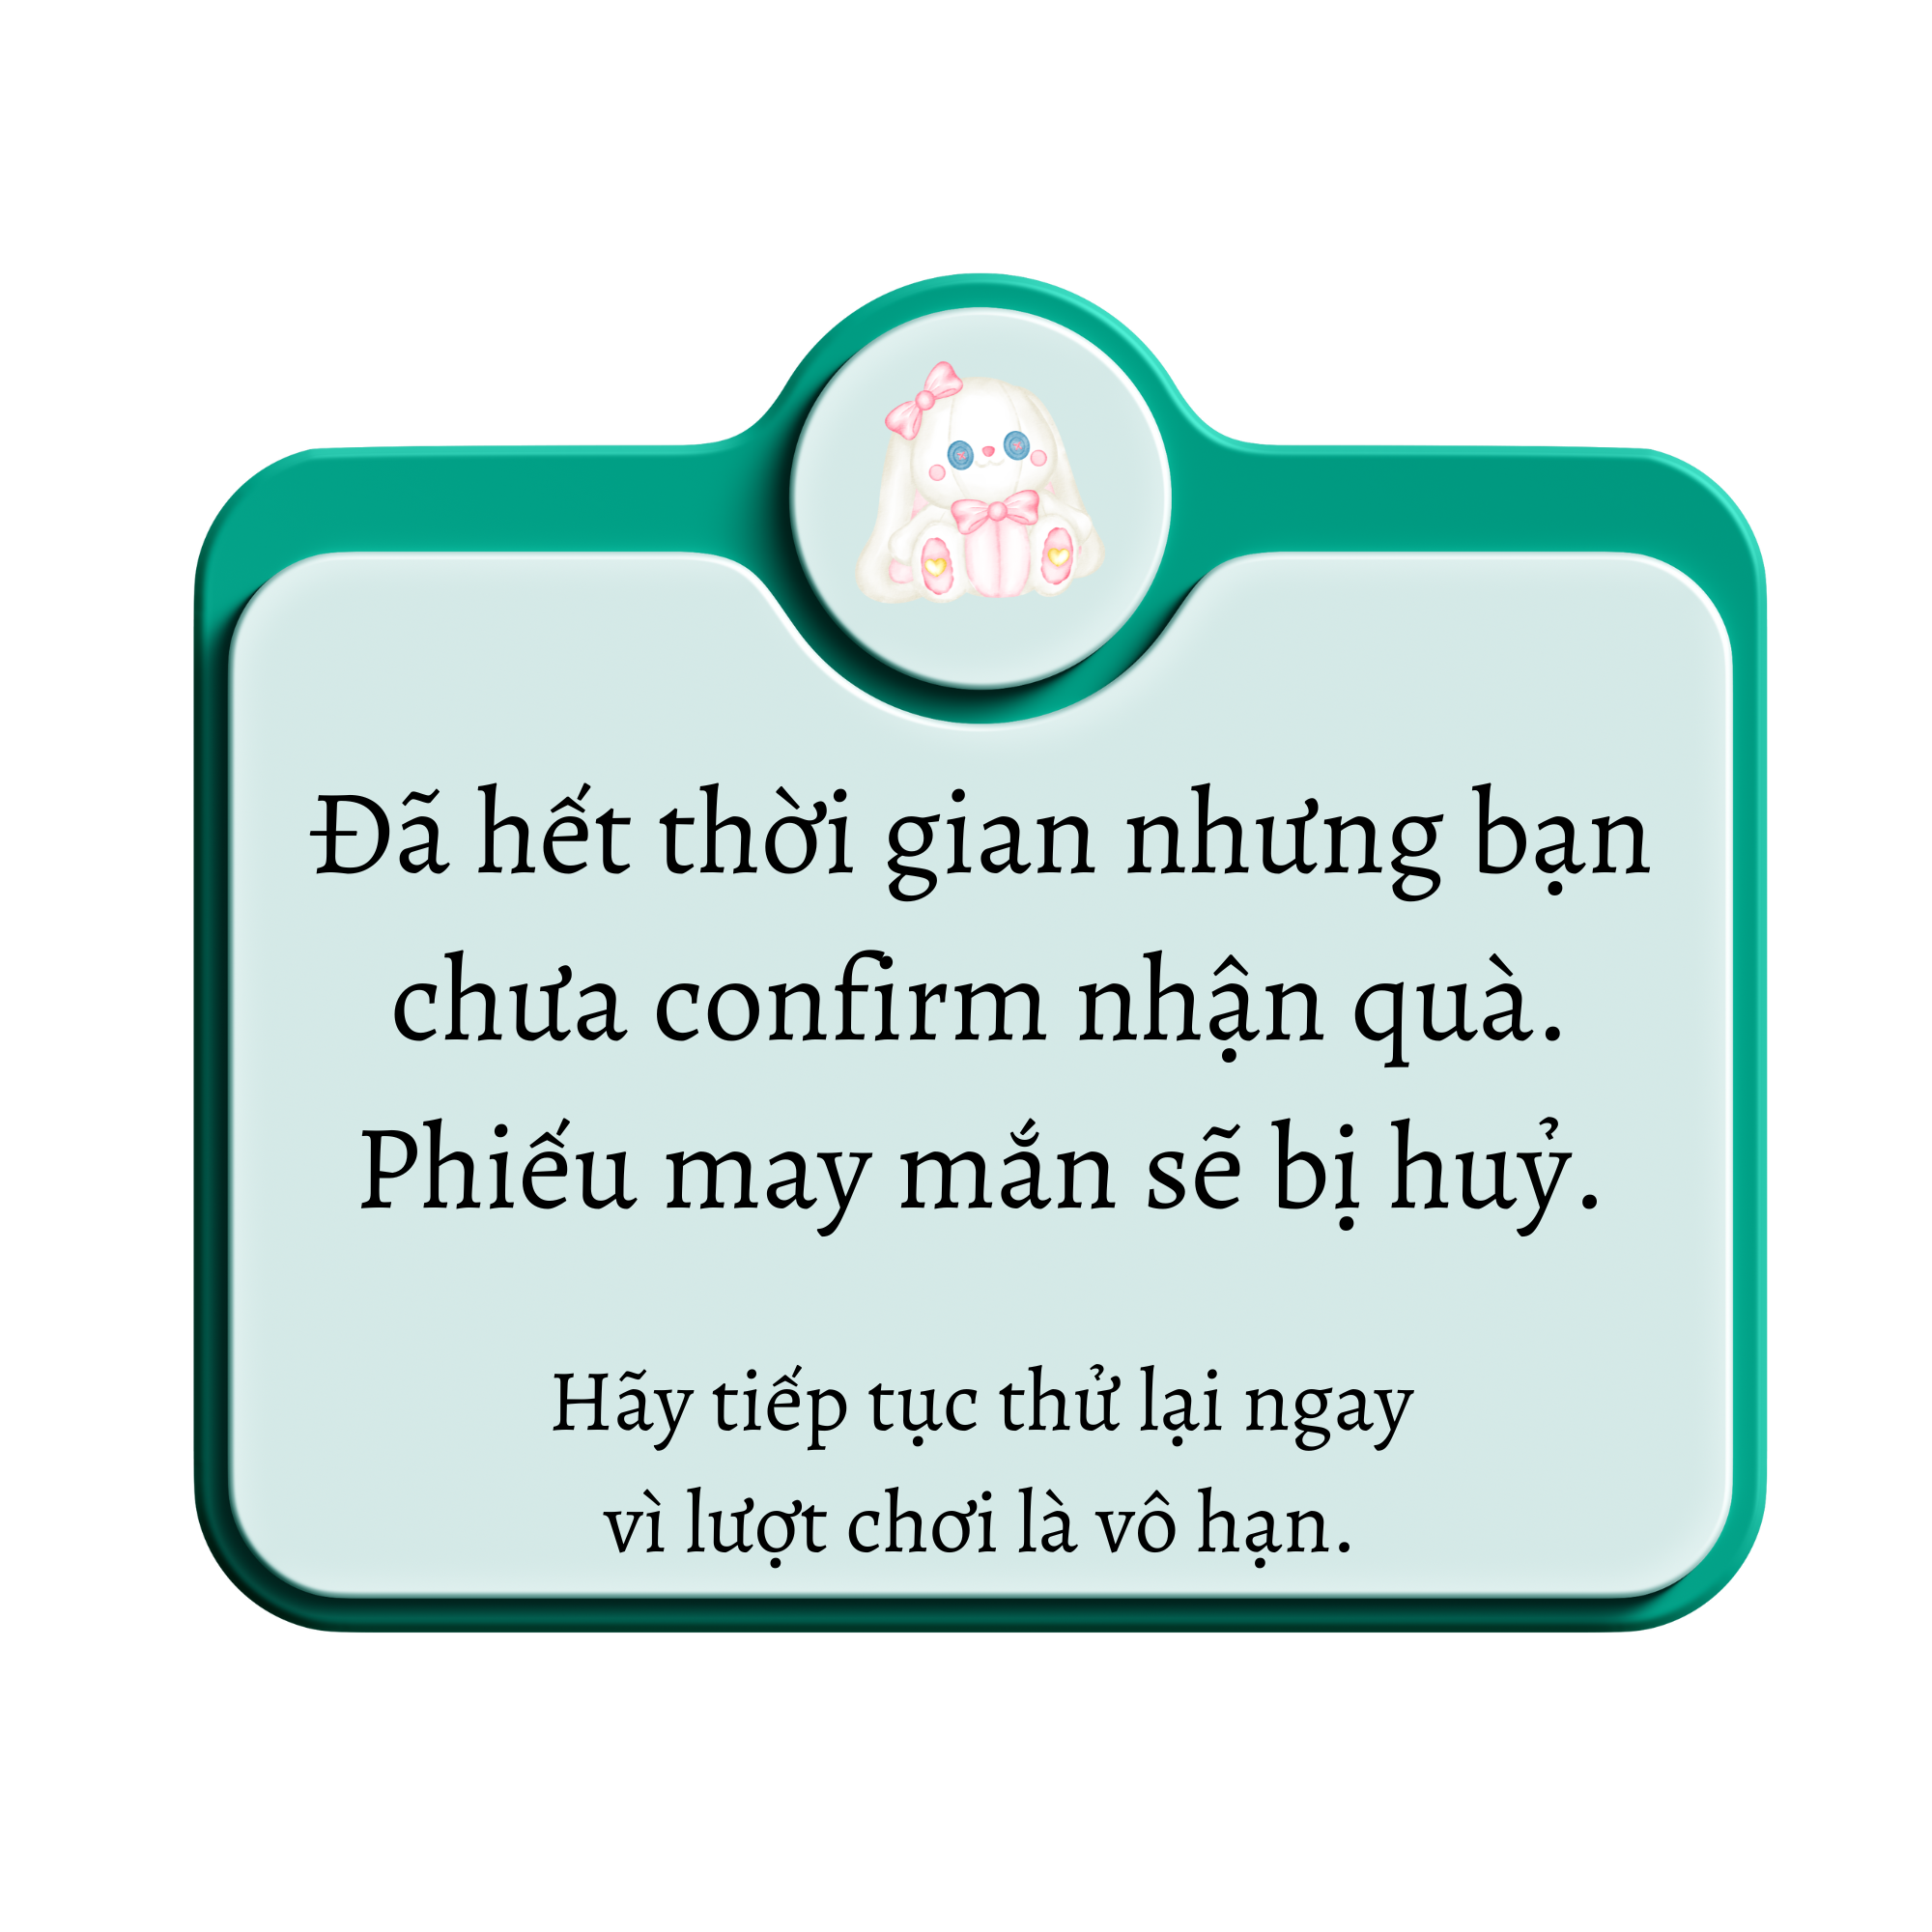 Đã hết thời gian nhưng bạn
chưa confirm nhận quà.
Phiếu may mắn sẽ bị huỷ.
Hãy tiếp tục thử lại ngay
vì lượt chơi là vô hạn.